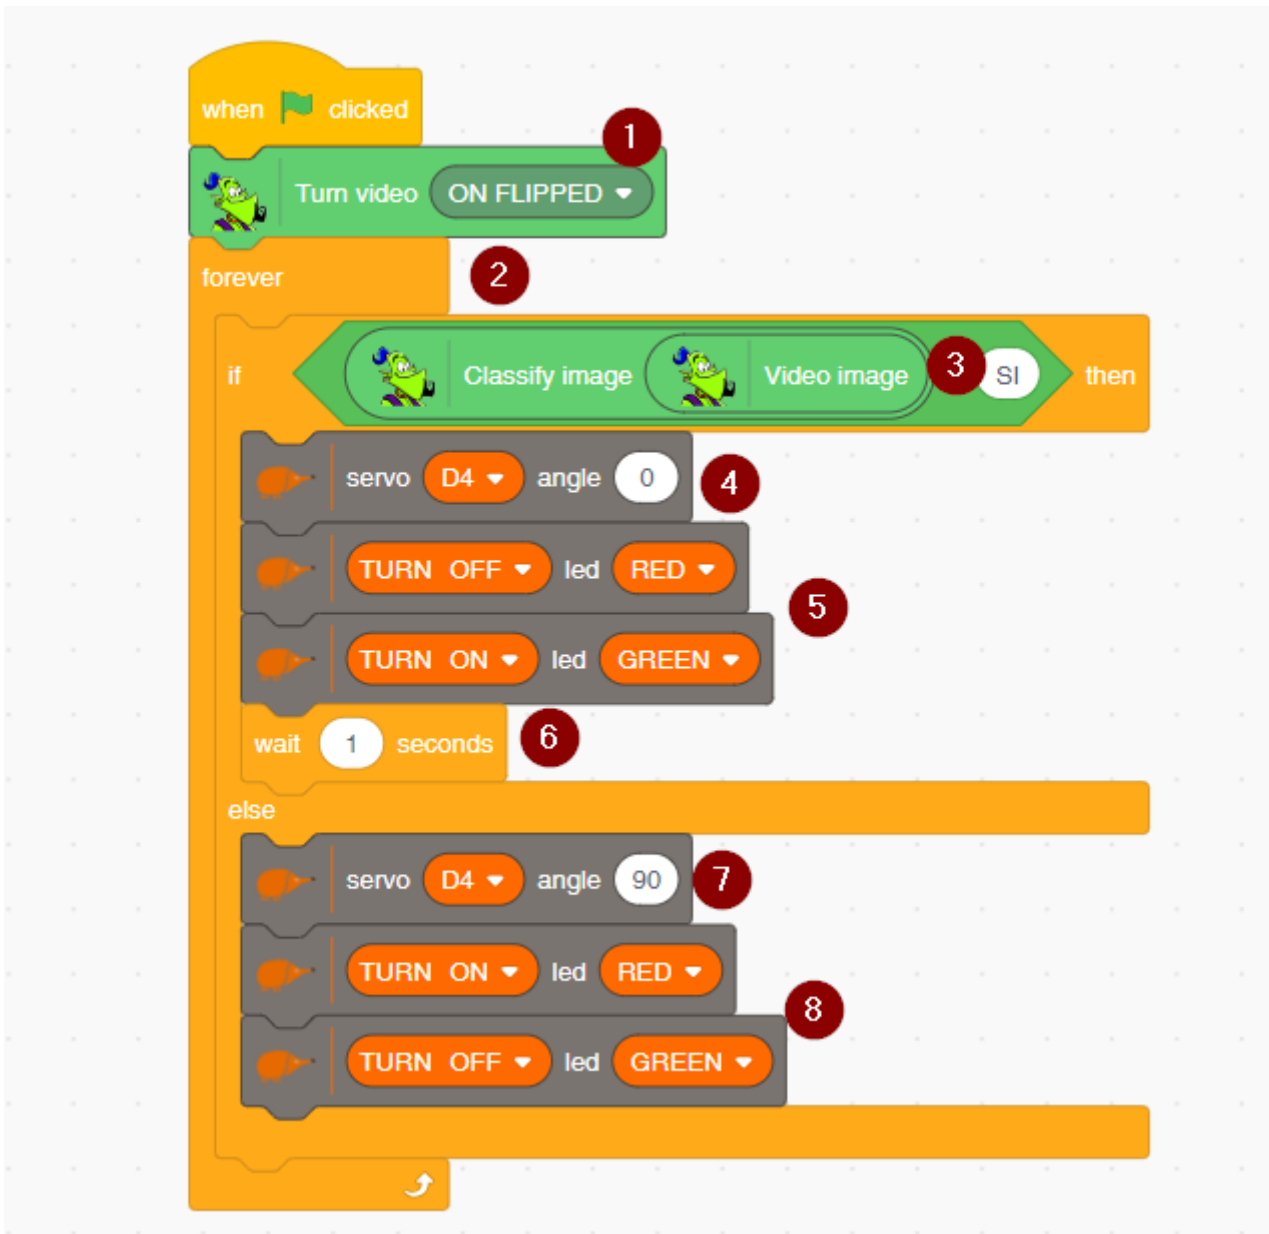 when clicked
1
Turn video ON FLIPPED
forever
2
if Classify image Video image 3 SI then
servo D4 angle 0
4
TURN OFF led RED
5
TURN ON led GREEN
wait 1 seconds
6
else
servo D4 angle 90
7
TURN ON led RED
8
TURN OFF led GREEN